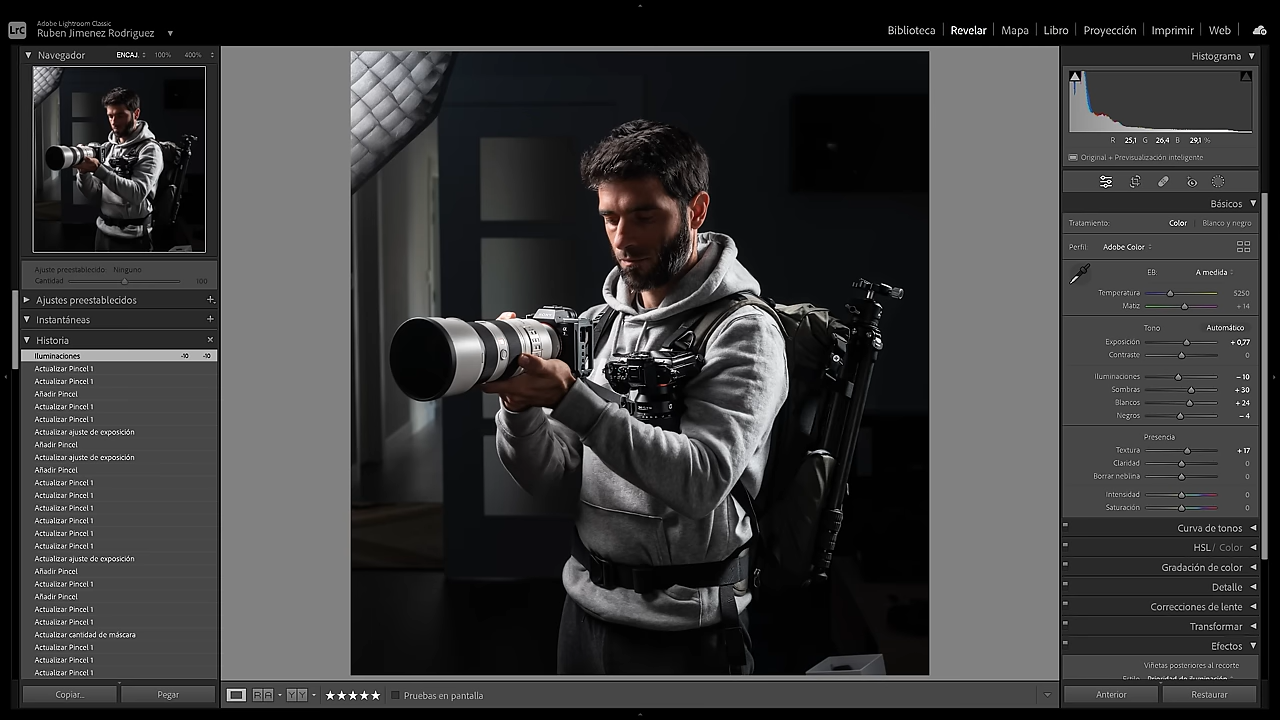 LrC
Adobe Lightroom Classic
Ruben Jimenez Rodriguez
Biblioteca
Revelar
Mapa
Libro
Proyección
Imprimir
Web
Navegador
ENCAJ.
100%
400%
Ajuste preestablecido Ninguno
Cantidad 100
Ajustes preestablecidos +
Instantáneas +
Historia ×
Iluminaciones -10 -10
Actualizar Pincel 1
Actualizar Pincel 1
Añadir Pincel
Actualizar Pincel 1
Actualizar Pincel 1
Actualizar ajuste de exposición
Añadir Pincel
Actualizar ajuste de exposición
Añadir Pincel
Actualizar Pincel 1
Actualizar Pincel 1
Actualizar Pincel 1
Actualizar Pincel 1
Actualizar Pincel 1
Actualizar Pincel 1
Actualizar ajuste de exposición
Añadir Pincel
Actualizar Pincel 1
Añadir Pincel
Actualizar Pincel 1
Actualizar Pincel 1
Actualizar cantidad de máscara
Actualizar Pincel 1
Actualizar Pincel 1
Actualizar Pincel 1
Copiar...
Pegar
R A
Y Y
★★★★★
Pruebas en pantalla
Histograma
R 25,1 G 26,4 B 29,1 %
Original + Previsualización inteligente
Básicos
Tratamiento: Color Blanco y negro
Perfil: Adobe Color
EB: A medida
Temperatura 5250
Matiz + 14
Tono Automático
Exposición + 0,77
Contraste 0
Iluminaciones − 10
Sombras + 30
Blancos + 24
Negros − 4
Presencia
Textura + 17
Claridad 0
Borrar neblina 0
Intensidad 0
Saturación 0
Curva de tonos
HSL / Color
Gradación de color
Detalle
Correcciones de lente
Transformar
Efectos
Viñetas posteriores al recorte
Estilo Prioridad de iluminación
Anterior
Restaurar